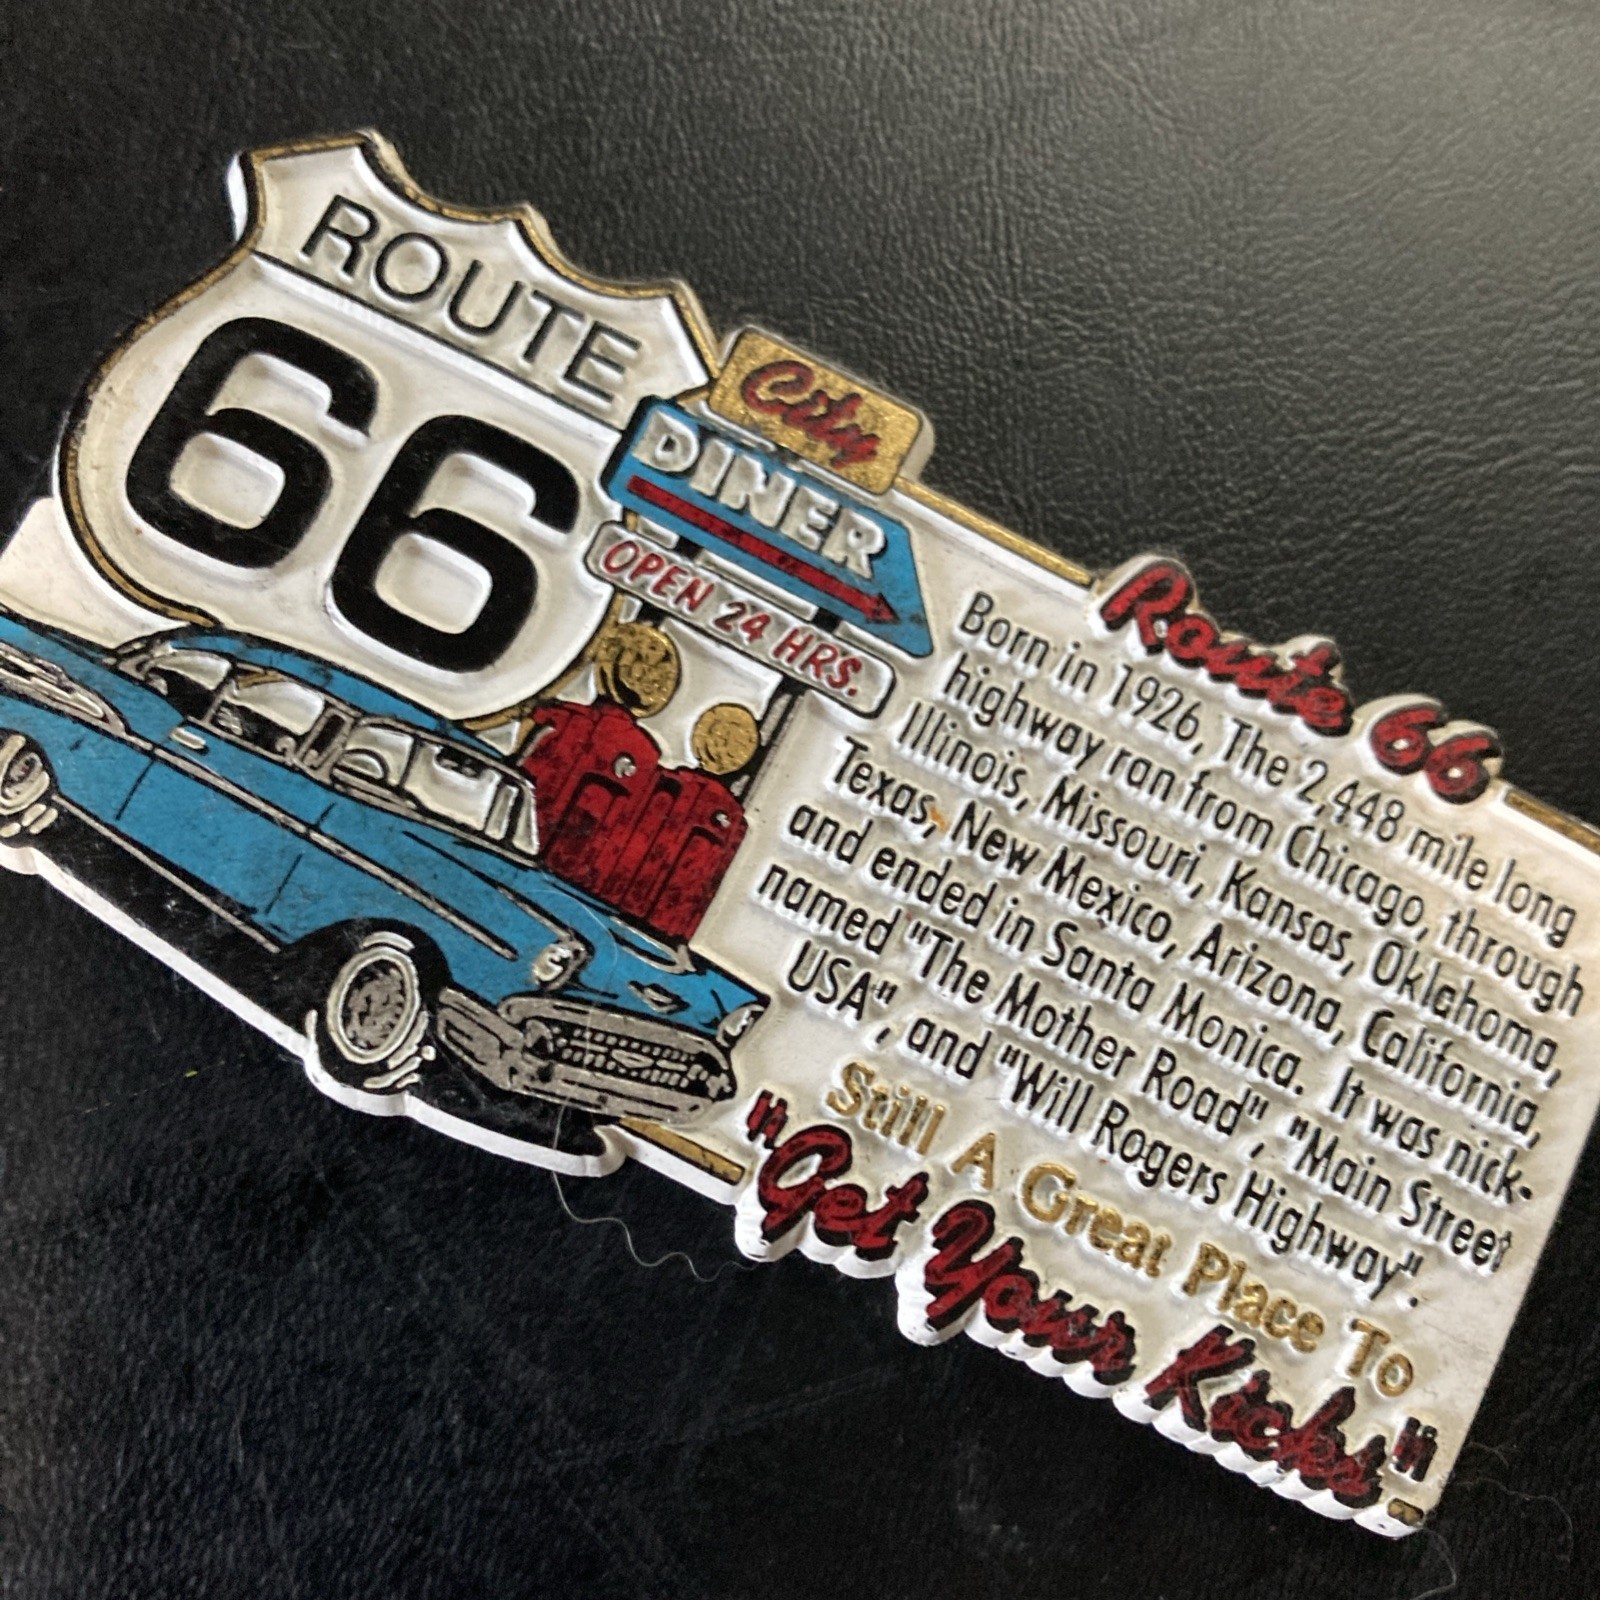 ROUTE
66
City
DINER
OPEN 24 HRS.
Route 66
Born in 1926, The 2,448 mile long
highway ran from Chicago, through
Illinois, Missouri, Kansas, Oklahoma,
Texas, New Mexico, Arizona, California,
and ended in Santa Monica. It was nick-
named "The Mother Road", "Main Street
USA", and "Will Rogers Highway".
Still A Great Place To
"Get Your Kicks"